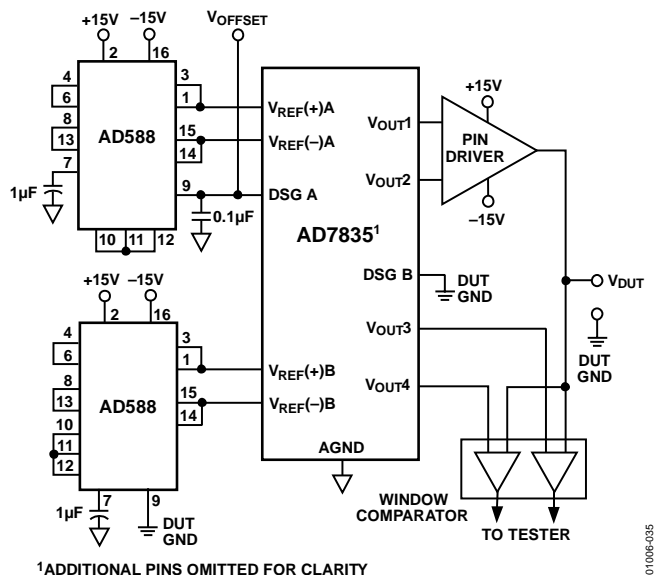 +15V –15V VOFFSET
2 16
4 3
6 1 VREF(+)A
8 AD588 15 VREF(–)A
13 14
7 9 DSG A
1µF 0.1µF
10 11 12
AD7835¹
VOUT1 +15V
PIN
DRIVER
VOUT2 –15V
DSG B DUT
GND
VDUT
DUT
GND
VOUT3
VOUT4
+15V –15V
2 16
4 3
6 1 VREF(+)B
8 AD588 15 VREF(–)B
13 14
10
11
12
7 9
1µF DUT
GND
AGND
WINDOW
COMPARATOR
TO TESTER
¹ADDITIONAL PINS OMITTED FOR CLARITY
01006-035